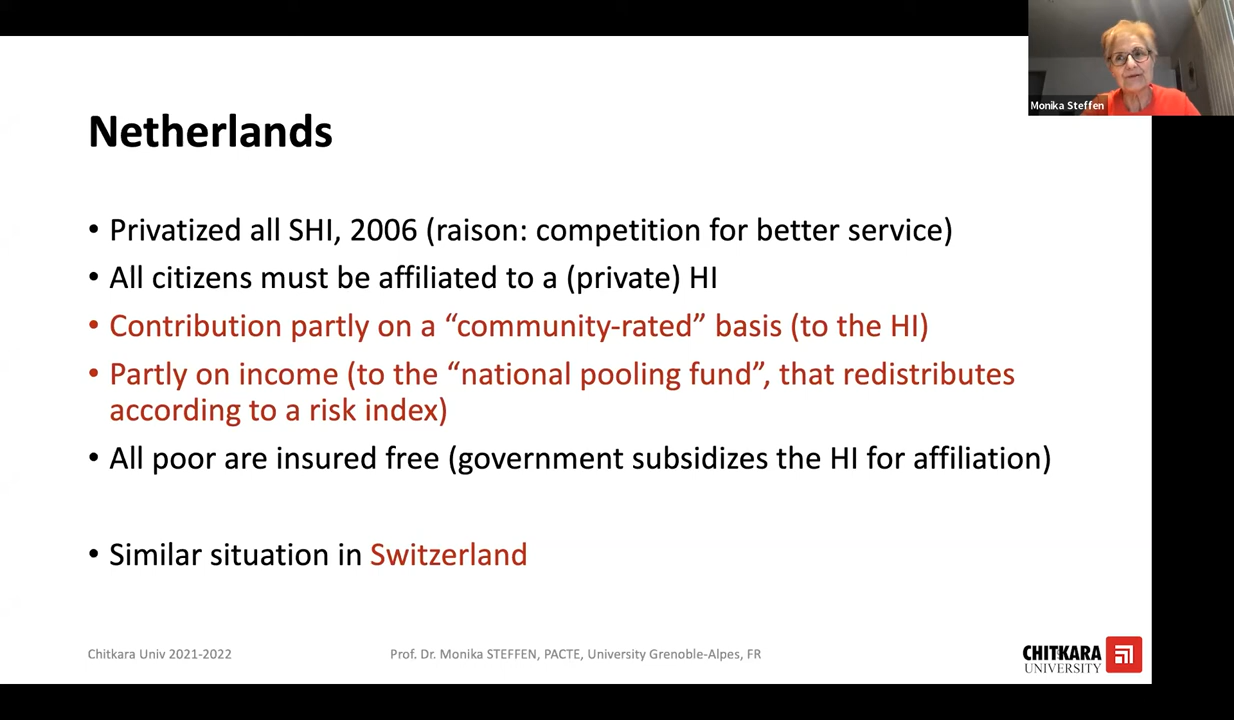 Monika Steffen
Netherlands
• Privatized all SHI, 2006 (raison: competition for better service)
• All citizens must be affiliated to a (private) HI
• Contribution partly on a “community-rated” basis (to the HI)
• Partly on income (to the “national pooling fund”, that redistributes
according to a risk index)
• All poor are insured free (government subsidizes the HI for affiliation)
• Similar situation in Switzerland
Chitkara Univ 2021-2022
Prof. Dr. Monika STEFFEN, PACTE, University Grenoble-Alpes, FR
CHITKARA
UNIVERSITY